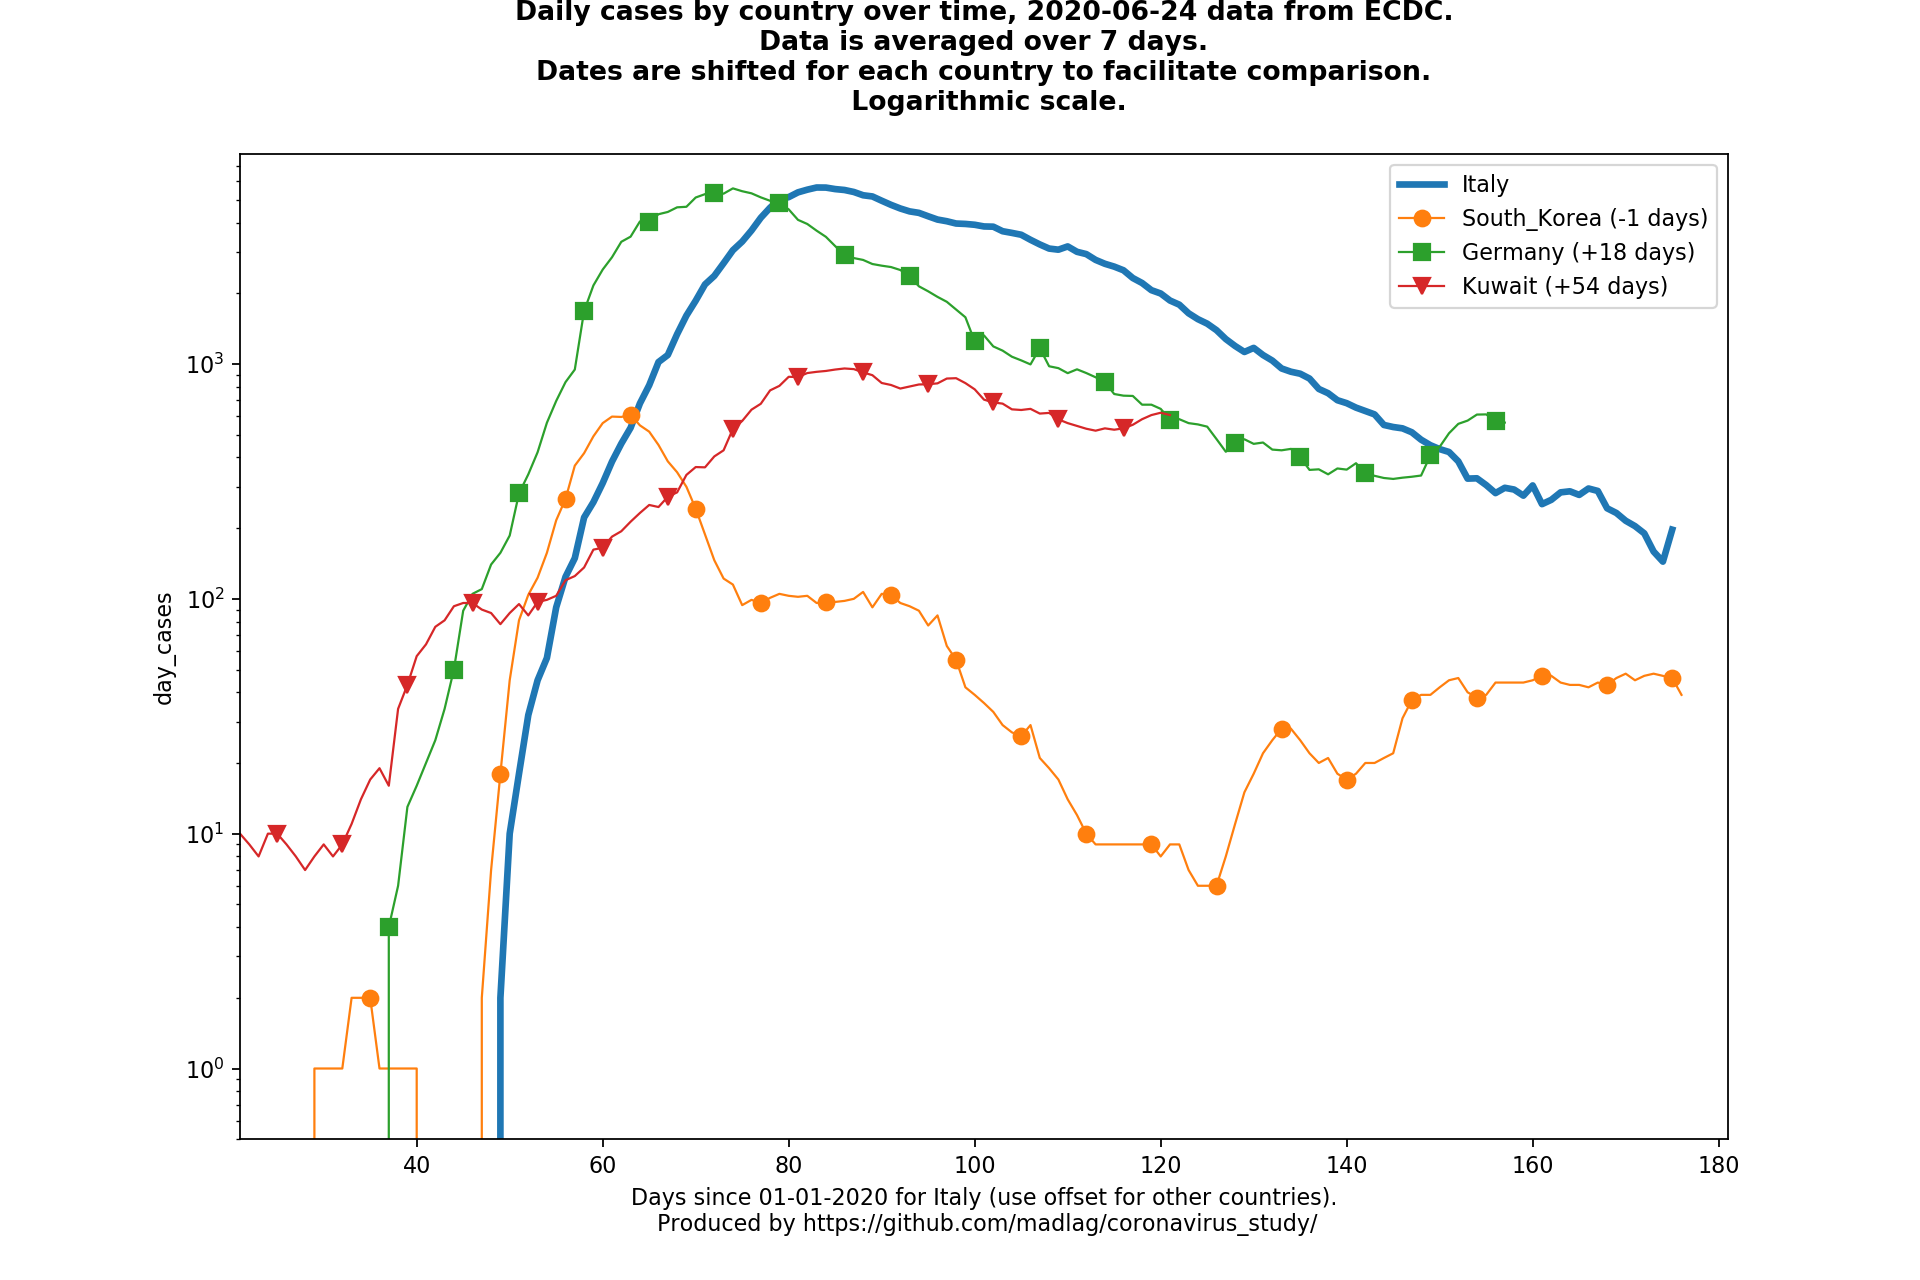 Daily cases by country over time, 2020-06-24 data from ECDC.
Data is averaged over 7 days.
Dates are shifted for each country to facilitate comparison.
Logarithmic scale.
Italy
South_Korea (-1 days)
Germany (+18 days)
Kuwait (+54 days)
10³
10²
10¹
10⁰
day_cases
40 60 80 100 120 140 160 180
Days since 01-01-2020 for Italy (use offset for other countries).
Produced by https://github.com/madlag/coronavirus_study/